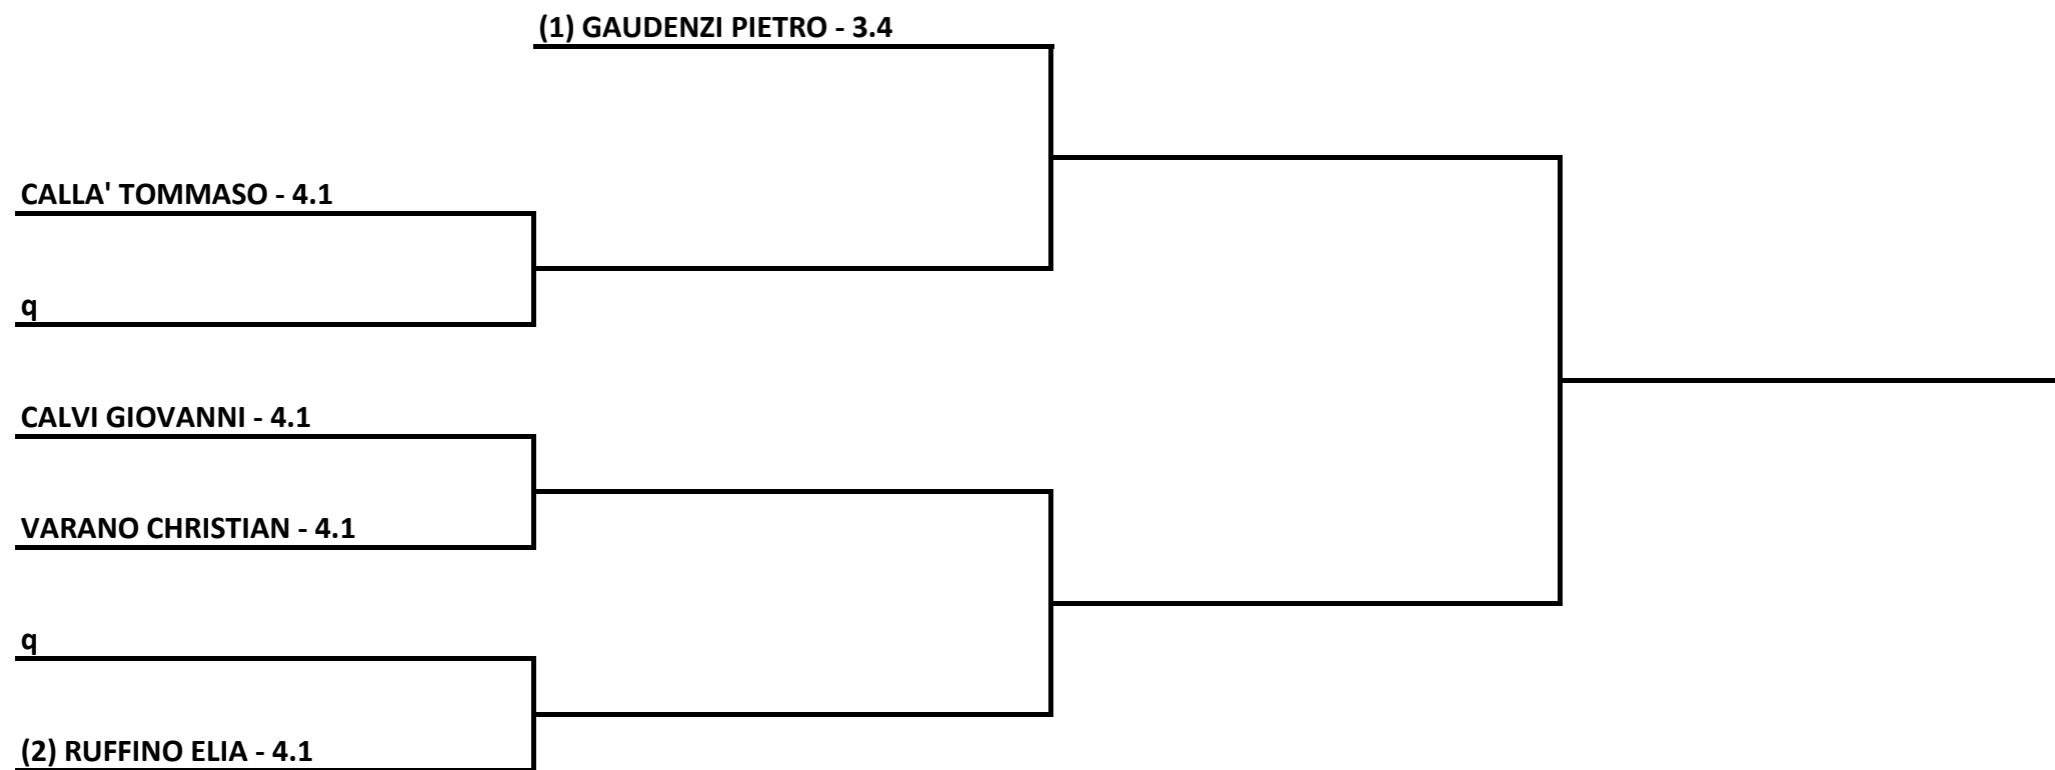 (1) GAUDENZI PIETRO - 3.4
CALLA' TOMMASO - 4.1
q
CALVI GIOVANNI - 4.1
VARANO CHRISTIAN - 4.1
q
(2) RUFFINO ELIA - 4.1